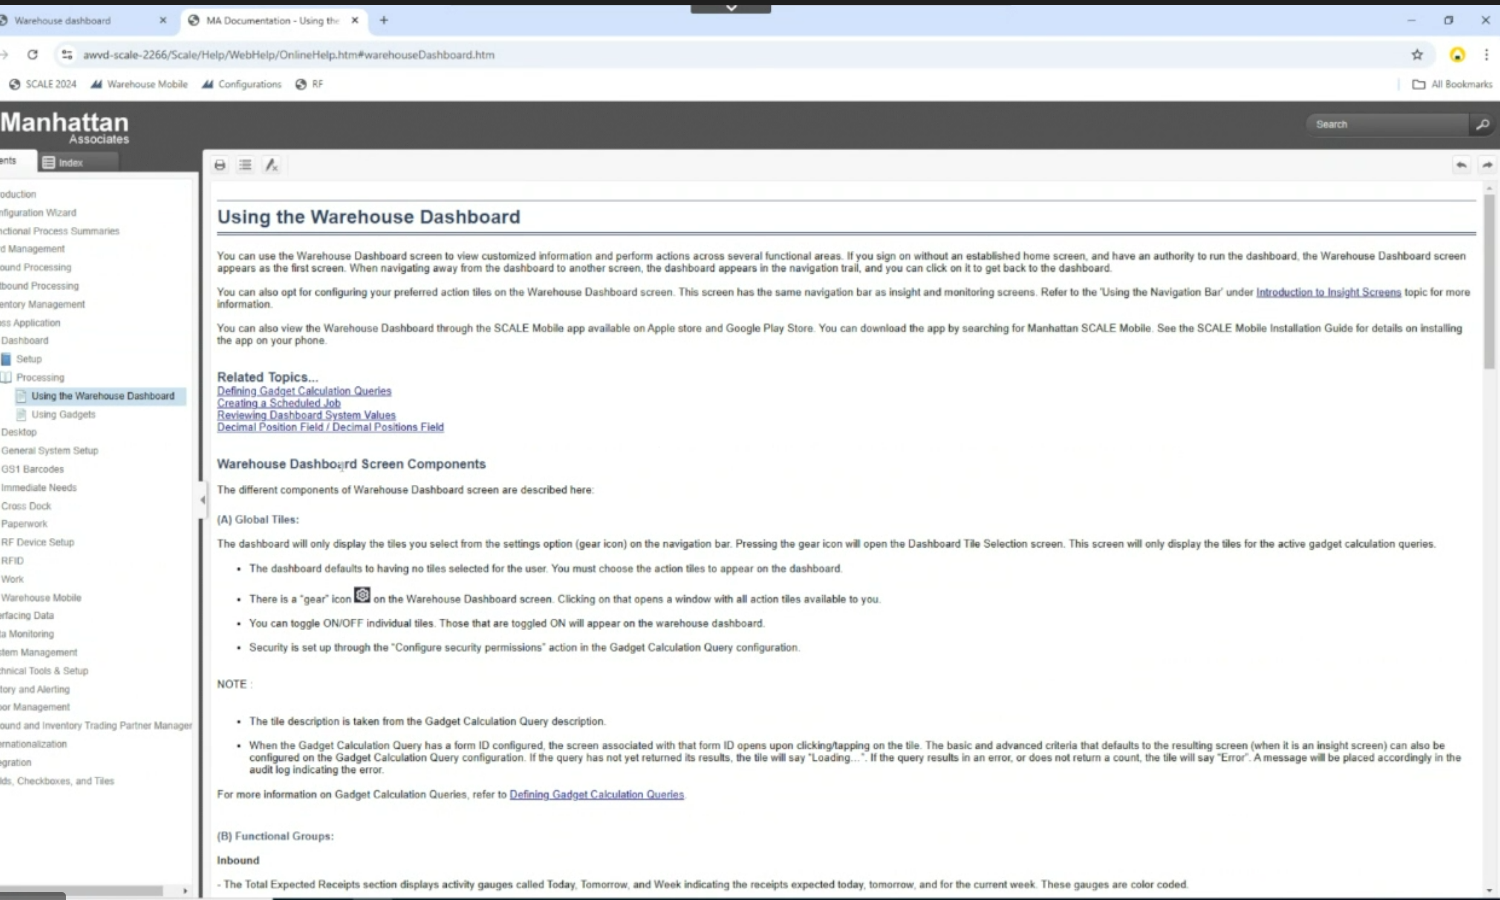 Warehouse dashboard
MA Documentation - Using the
awvd-scale-2266/Scale/Help/WebHelp/OnlineHelp.htm#warehouseDashboard.htm
SCALE 2024 Warehouse Mobile Configurations RF
All Bookmarks
Manhattan
Associates
Search
ents
Index
oduction
nfiguration Wizard
nctional Process Summaries
rd Management
ound Processing
tbound Processing
entory Management
ss Application
Dashboard
Setup
Processing
Using the Warehouse Dashboard
Using Gadgets
Desktop
General System Setup
GS1 Barcodes
Immediate Needs
Cross Dock
Paperwork
RF Device Setup
RFID
Work
Warehouse Mobile
erfacing Data
ta Monitoring
stem Management
chnical Tools & Setup
tory and Alerting
bor Management
ound and Inventory Trading Partner Manager
ernationalization
egration
lds, Checkboxes, and Tiles
Using the Warehouse Dashboard
You can use the Warehouse Dashboard screen to view customized information and perform actions across several functional areas. If you sign on without an established home screen, and have an authority to run the dashboard, the Warehouse Dashboard screen
appears as the first screen. When navigating away from the dashboard to another screen, the dashboard appears in the navigation trail, and you can click on it to get back to the dashboard.
You can also opt for configuring your preferred action tiles on the Warehouse Dashboard screen. This screen has the same navigation bar as insight and monitoring screens. Refer to the 'Using the Navigation Bar' under Introduction to Insight Screens topic for more
information.
You can also view the Warehouse Dashboard through the SCALE Mobile app available on Apple store and Google Play Store. You can download the app by searching for Manhattan SCALE Mobile. See the SCALE Mobile Installation Guide for details on installing
the app on your phone.
Related Topics...
Defining Gadget Calculation Queries
Creating a Scheduled Job
Reviewing Dashboard System Values
Decimal Position Field / Decimal Positions Field
Warehouse Dashboard Screen Components
The different components of Warehouse Dashboard screen are described here:
(A) Global Tiles:
The dashboard will only display the tiles you select from the settings option (gear icon) on the navigation bar. Pressing the gear icon will open the Dashboard Tile Selection screen. This screen will only display the tiles for the active gadget calculation queries.
• The dashboard defaults to having no tiles selected for the user. You must choose the action tiles to appear on the dashboard.
• There is a "gear" icon on the Warehouse Dashboard screen. Clicking on that opens a window with all action tiles available to you.
• You can toggle ON/OFF individual tiles. Those that are toggled ON will appear on the warehouse dashboard.
• Security is set up through the "Configure security permissions" action in the Gadget Calculation Query configuration.
NOTE :
• The tile description is taken from the Gadget Calculation Query description.
• When the Gadget Calculation Query has a form ID configured, the screen associated with that form ID opens upon clicking/tapping on the tile. The basic and advanced criteria that defaults to the resulting screen (when it is an insight screen) can also be
configured on the Gadget Calculation Query configuration. If the query has not yet returned its results, the tile will say "Loading...". If the query results in an error, or does not return a count, the tile will say "Error". A message will be placed accordingly in the
audit log indicating the error.
For more information on Gadget Calculation Queries, refer to Defining Gadget Calculation Queries.
(B) Functional Groups:
Inbound
- The Total Expected Receipts section displays activity gauges called Today, Tomorrow, and Week indicating the receipts expected today, tomorrow, and for the current week. These gauges are color coded.